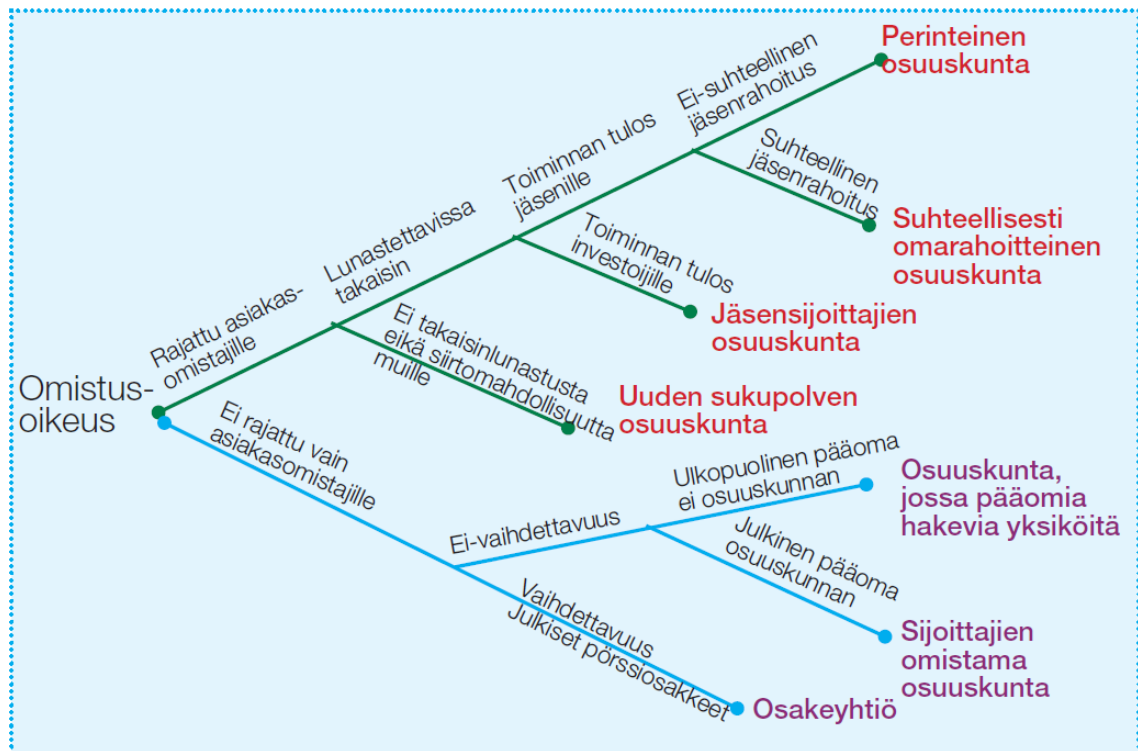 Perinteinen
osuuskunta
Ei-suhteellinen
jäsenrahoitus
Suhteellinen
jäsenrahoitus
Suhteellisesti
omarahoitteinen
osuuskunta
Toiminnan tulos
jäsenille
Toiminnan tulos
investoijille
Jäsensijoittajien
osuuskunta
Lunastettavissa
takaisin
Ei takaisinlunastusta
eikä siirtomahdollisuutta
muille
Uuden sukupolven
osuuskunta
Rajattu asiakas-
omistajille
Omistus-
oikeus
Ei rajattu vain
asiakasomistajille
Ei-vaihdettavuus
Ulkopuolinen pääoma
ei osuuskunnan
Osuuskunta,
jossa pääomia
hakevia yksiköitä
Julkinen pääoma
osuuskunnan
Sijoittajien
omistama
osuuskunta
Vaihdettavuus
Julkiset pörssiosakkeet
Osakeyhtiö